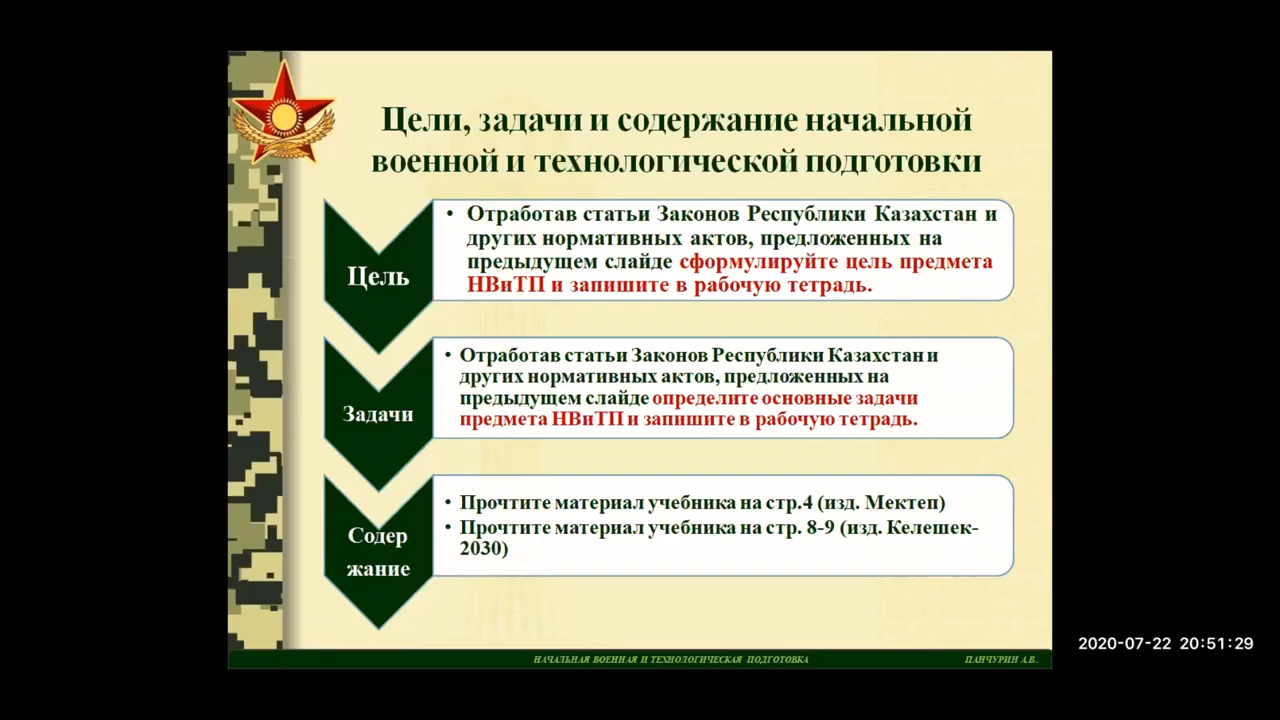 Цели, задачи и содержание начальной
военной и технологической подготовки
Цель
• Отработав статьи Законов Республики Казахстан и
других нормативных актов, предложенных на
предыдущем слайде сформулируйте цель предмета
НВиТП и запишите в рабочую тетрадь.
Задачи
• Отработав статьи Законов Республики Казахстан и
других нормативных актов, предложенных на
предыдущем слайде определите основные задачи
предмета НВиТП и запишите в рабочую тетрадь.
Содер
жание
• Прочтите материал учебника на стр.4 (изд. Мектеп)
• Прочтите материал учебника на стр. 8-9 (изд. Келешек-
2030)
НАЧАЛЬНАЯ ВОЕННАЯ И ТЕХНОЛОГИЧЕСКАЯ ПОДГОТОВКА
ПАНЧУРИН А.В..
2020-07-22 20:51:29